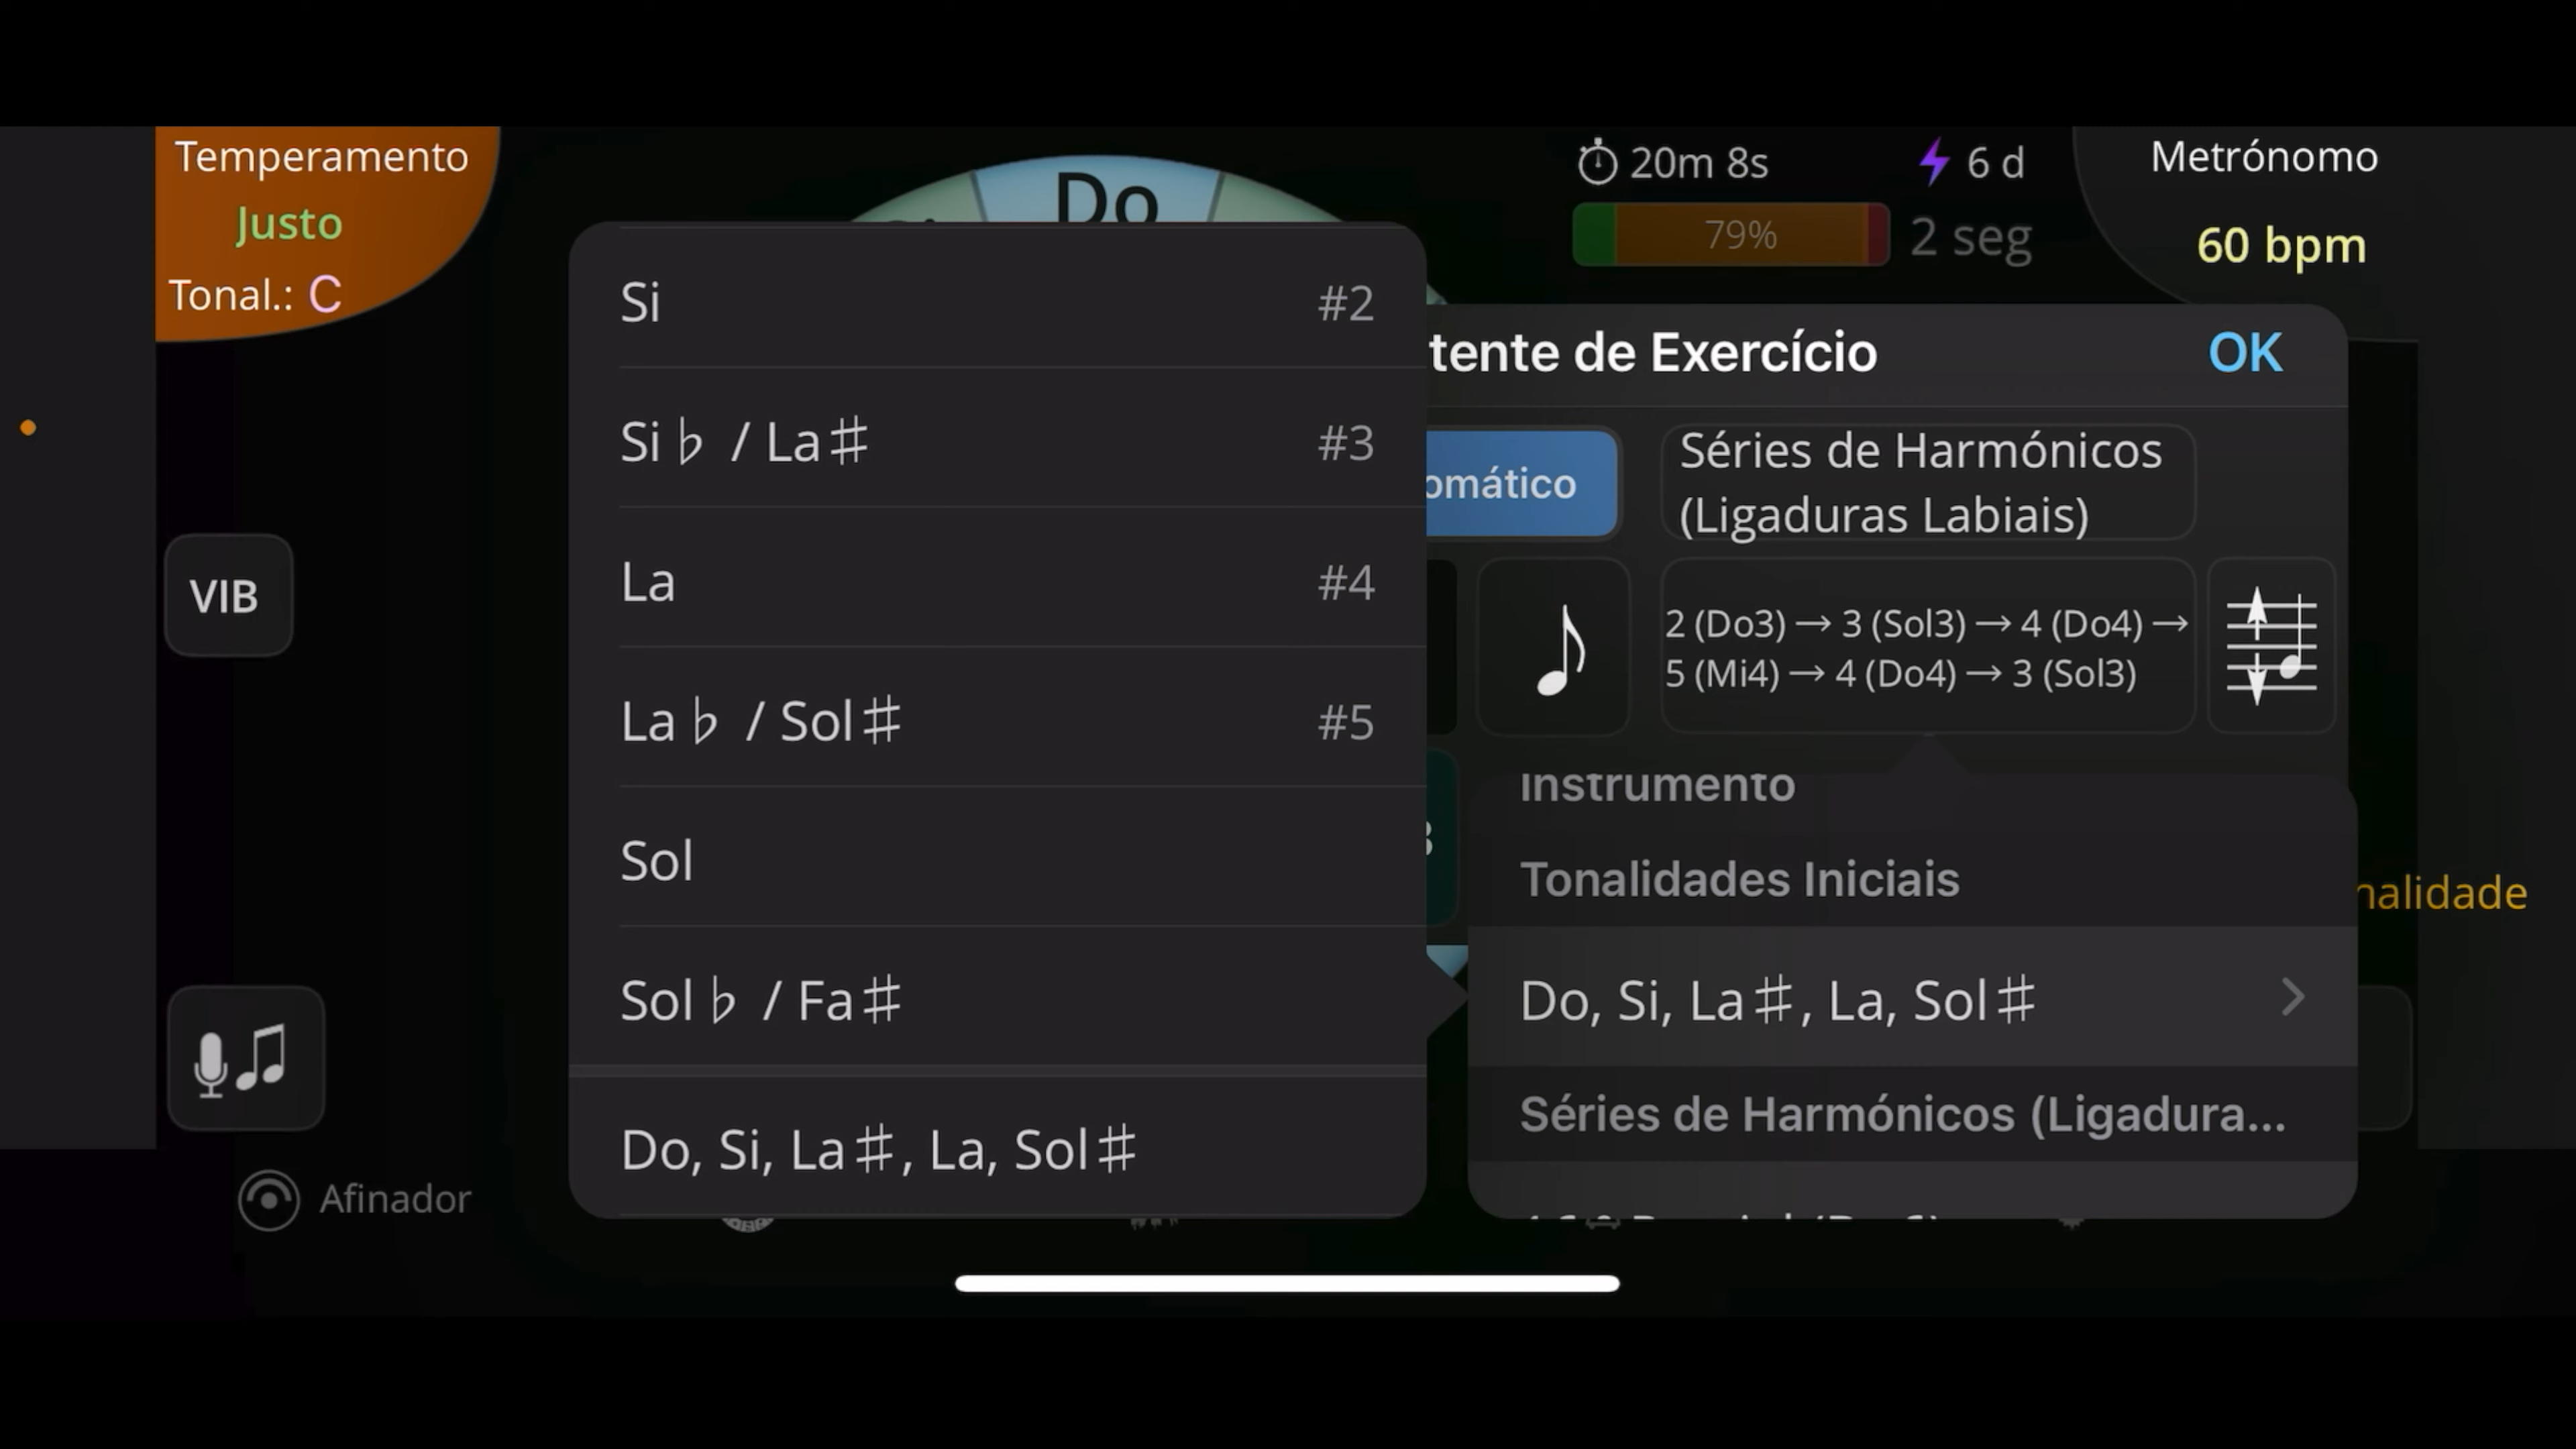 Temperamento
Justo
Tonal.: C
Do
20m 8s
6 d
79%
2 seg
Metrónomo
60 bpm
VIB
Afinador
Si #2
Si♭ / La♯ #3
La #4
La♭ / Sol♯ #5
Sol
Sol♭ / Fa♯
Do, Si, La♯, La, Sol♯
tente de Exercício
OK
omático
Séries de Harmónicos
(Ligaduras Labiais)
2 (Do3) → 3 (Sol3) → 4 (Do4) →
5 (Mi4) → 4 (Do4) → 3 (Sol3)
Instrumento
Tonalidades Iniciais
Do, Si, La♯, La, Sol♯
Séries de Harmónicos (Ligadura...
nalidade